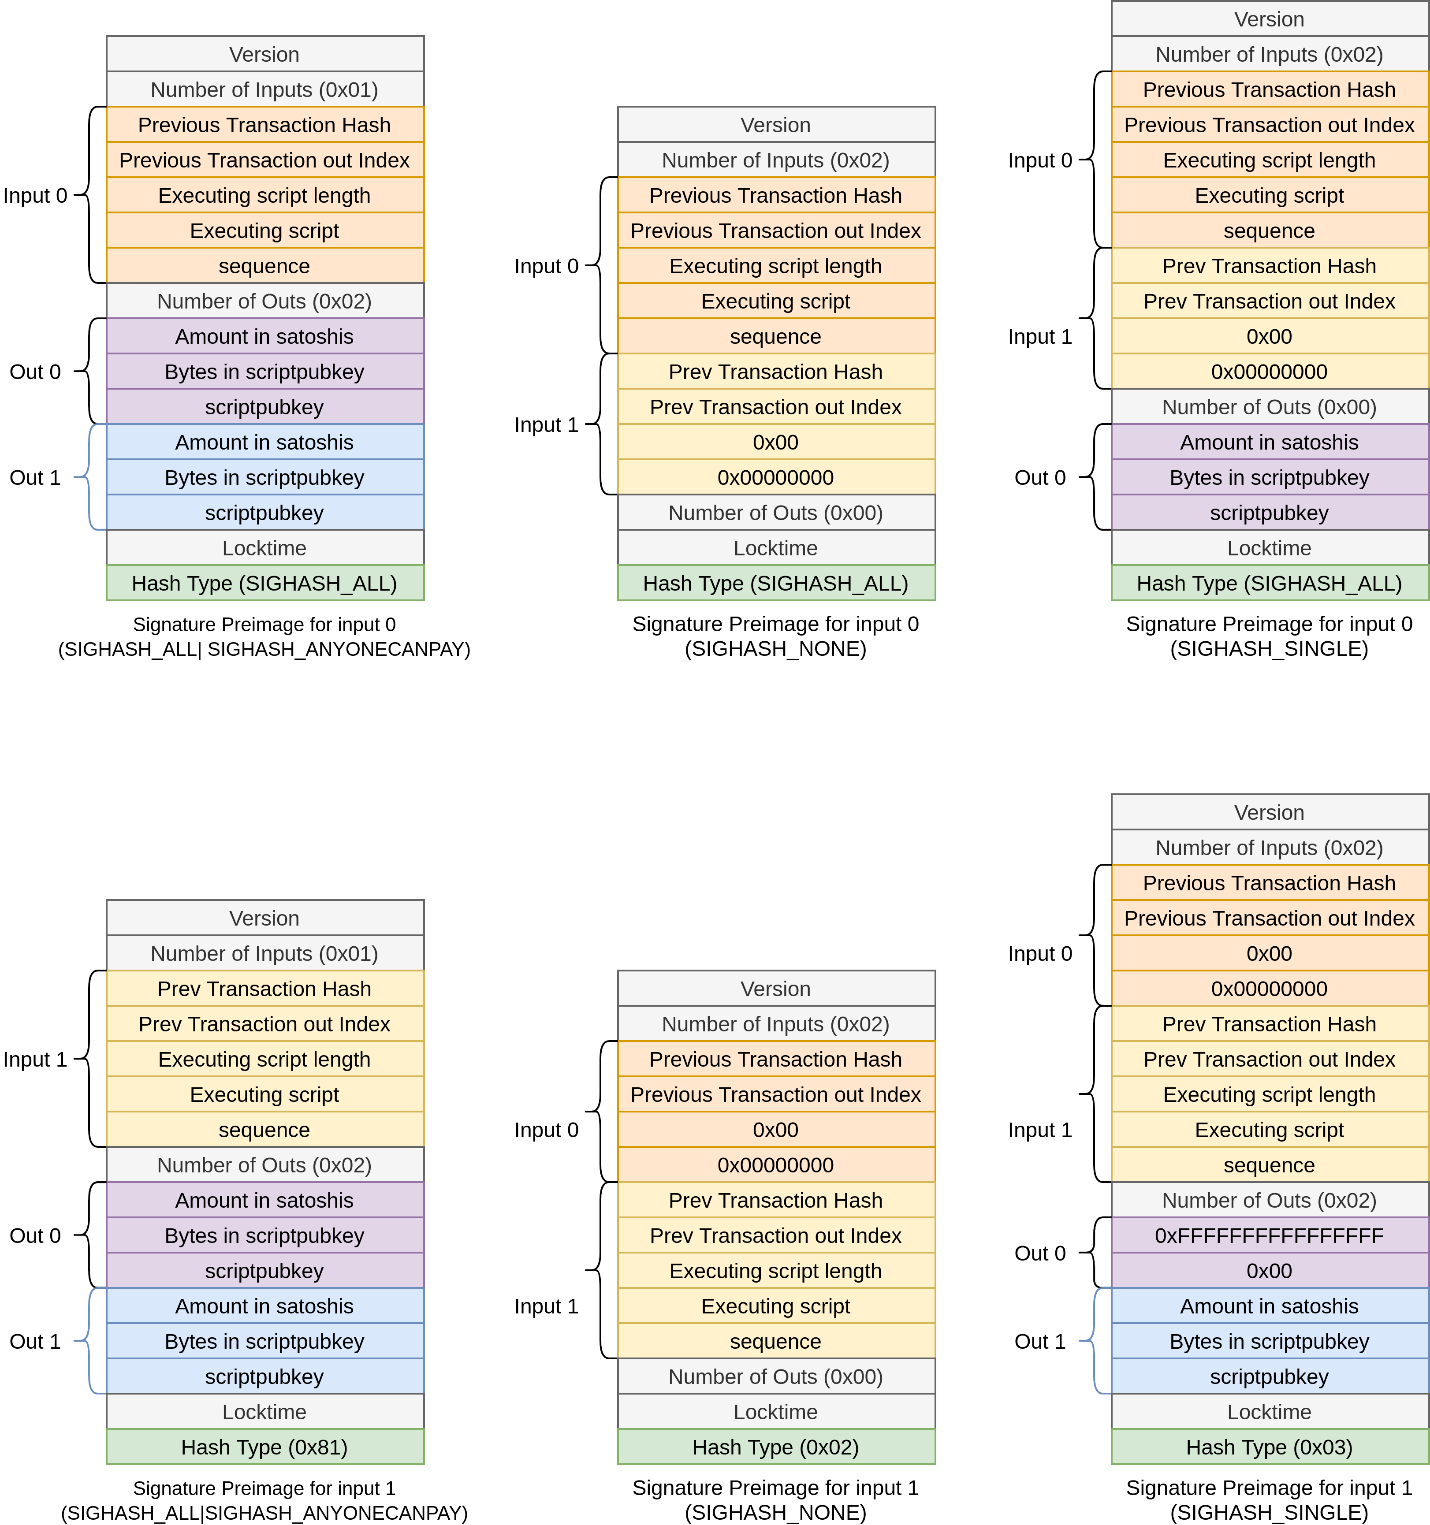 Version
Number of Inputs (0x01)
Input 0
Previous Transaction Hash
Previous Transaction out Index
Executing script length
Executing script
sequence
Number of Outs (0x02)
Out 0
Amount in satoshis
Bytes in scriptpubkey
scriptpubkey
Out 1
Amount in satoshis
Bytes in scriptpubkey
scriptpubkey
Locktime
Hash Type (SIGHASH_ALL)
Signature Preimage for input 0
(SIGHASH_ALL| SIGHASH_ANYONECANPAY)
Version
Number of Inputs (0x02)
Input 0
Previous Transaction Hash
Previous Transaction out Index
Executing script length
Executing script
sequence
Input 1
Prev Transaction Hash
Prev Transaction out Index
0x00
0x00000000
Number of Outs (0x00)
Locktime
Hash Type (SIGHASH_ALL)
Signature Preimage for input 0
(SIGHASH_NONE)
Version
Number of Inputs (0x02)
Input 0
Previous Transaction Hash
Previous Transaction out Index
Executing script length
Executing script
sequence
Input 1
Prev Transaction Hash
Prev Transaction out Index
0x00
0x00000000
Number of Outs (0x00)
Out 0
Amount in satoshis
Bytes in scriptpubkey
scriptpubkey
Locktime
Hash Type (SIGHASH_ALL)
Signature Preimage for input 0
(SIGHASH_SINGLE)
Version
Number of Inputs (0x01)
Input 1
Prev Transaction Hash
Prev Transaction out Index
Executing script length
Executing script
sequence
Number of Outs (0x02)
Out 0
Amount in satoshis
Bytes in scriptpubkey
scriptpubkey
Out 1
Amount in satoshis
Bytes in scriptpubkey
scriptpubkey
Locktime
Hash Type (0x81)
Signature Preimage for input 1
(SIGHASH_ALL|SIGHASH_ANYONECANPAY)
Version
Number of Inputs (0x02)
Input 0
Previous Transaction Hash
Previous Transaction out Index
0x00
0x00000000
Input 1
Prev Transaction Hash
Prev Transaction out Index
Executing script length
Executing script
sequence
Number of Outs (0x00)
Locktime
Hash Type (0x02)
Signature Preimage for input 1
(SIGHASH_NONE)
Version
Number of Inputs (0x02)
Input 0
Previous Transaction Hash
Previous Transaction out Index
0x00
0x00000000
Input 1
Prev Transaction Hash
Prev Transaction out Index
Executing script length
Executing script
sequence
Number of Outs (0x02)
Out 0
0xFFFFFFFFFFFFFFFF
0x00
Out 1
Amount in satoshis
Bytes in scriptpubkey
scriptpubkey
Locktime
Hash Type (0x03)
Signature Preimage for input 1
(SIGHASH_SINGLE)